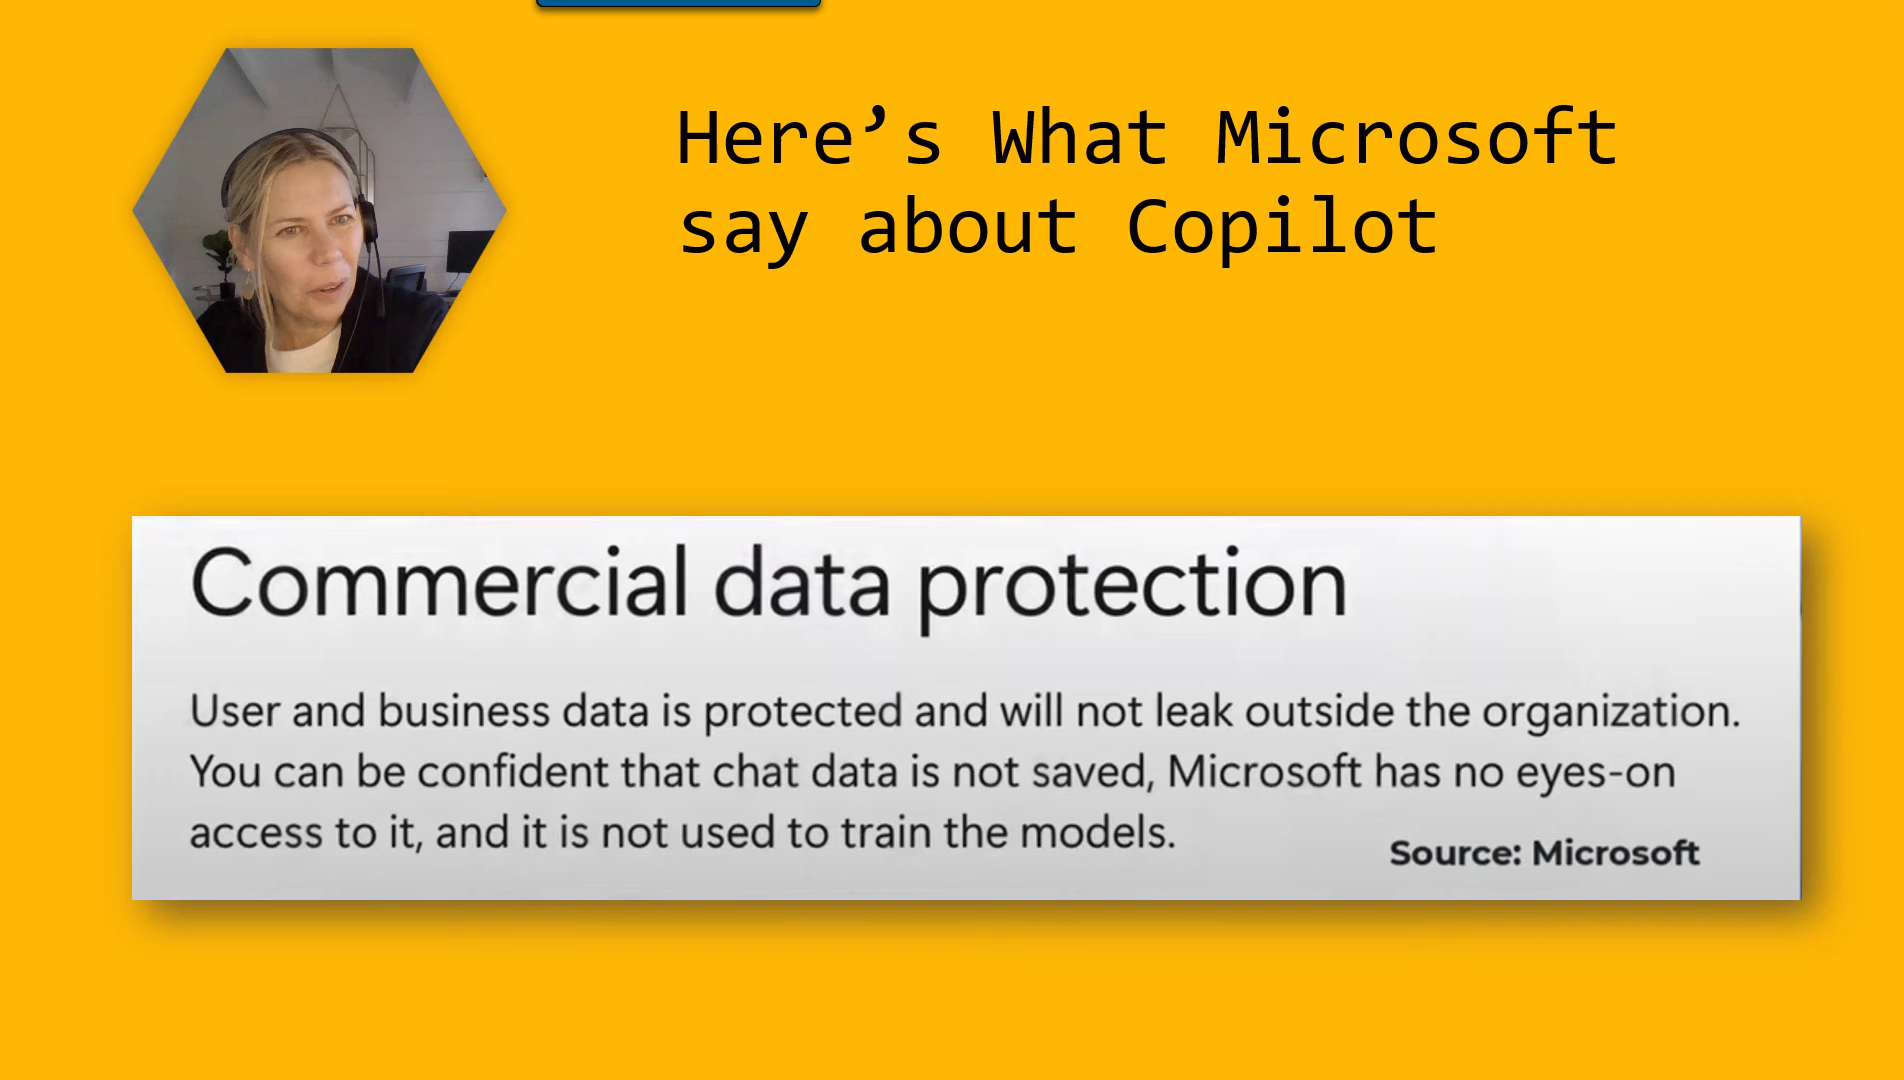 Here’s What Microsoft
say about Copilot
Commercial data protection
User and business data is protected and will not leak outside the organization.
You can be confident that chat data is not saved, Microsoft has no eyes-on
access to it, and it is not used to train the models.
Source: Microsoft